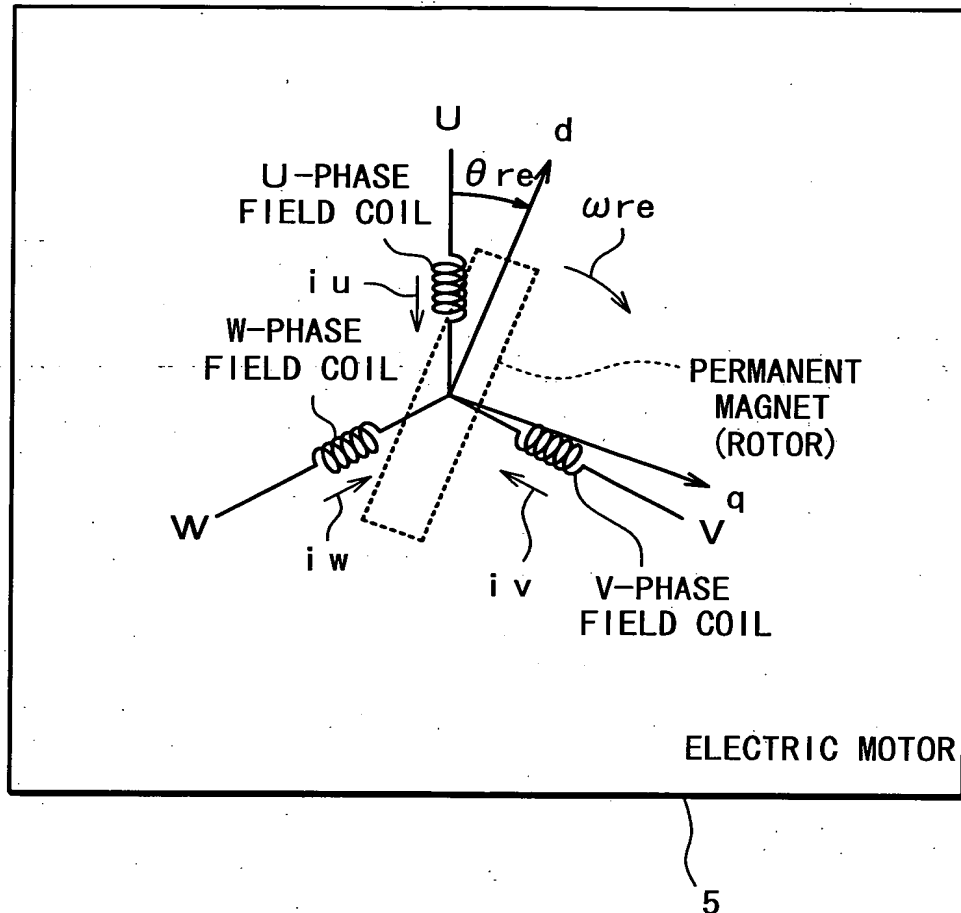 U
d
θre
U-PHASE
FIELD COIL
ωre
iu
W-PHASE
FIELD COIL
PERMANENT
MAGNET
(ROTOR)
q
W
V
iw
iv
V-PHASE
FIELD COIL
ELECTRIC MOTOR
5